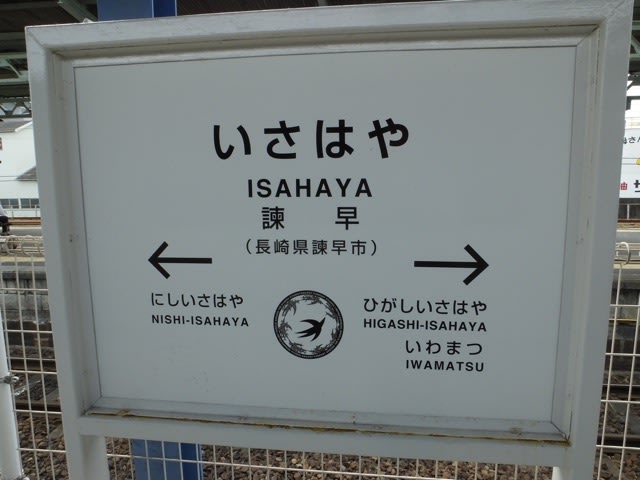 いさはや
ISAHAYA
諫早
（長崎県諫早市）
← →
にしいさはや
NISHI-ISAHAYA
ひがしいさはや
HIGASHI-ISAHAYA
いわまつ
IWAMATSU